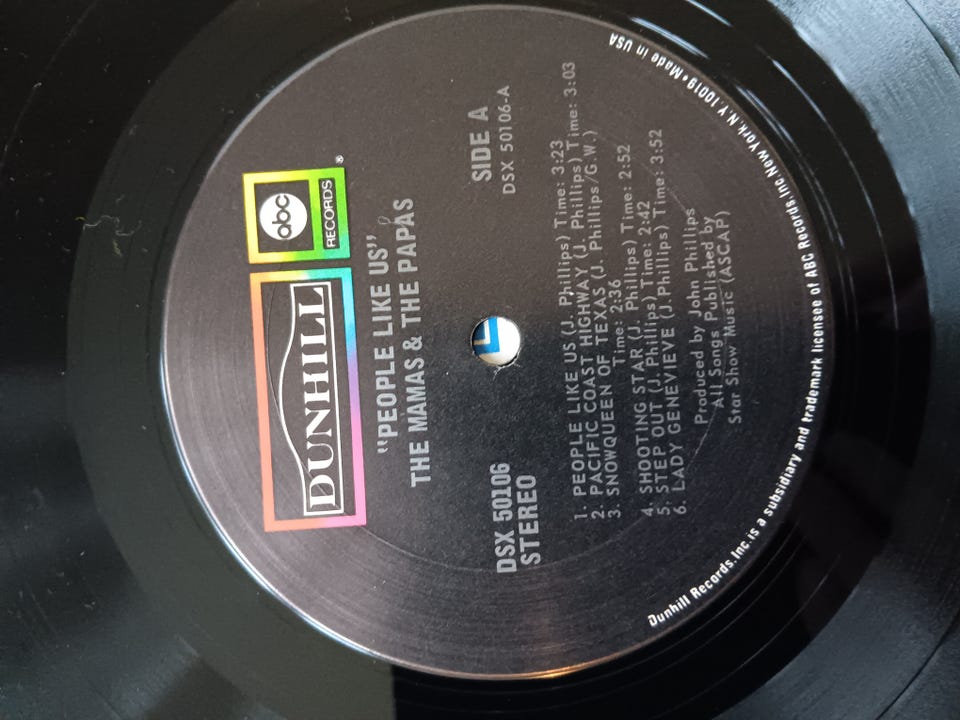 DUNHILL
abc
RECORDS
®
"PEOPLE LIKE US"
THE MAMAS & THE PAPAS
DSX 50106
STEREO
SIDE A
DSX 50106-A
1. PEOPLE LIKE US (J. Phillips) Time: 3:23
2. PACIFIC COAST HIGHWAY (J. Phillips) Time: 3:03
3. SNOWQUEEN OF TEXAS (J. Phillips/G.W.)
Time: 2:36
4. SHOOTING STAR (J. Phillips) Time: 2:52
5. STEP OUT (J. Phillips) Time: 2:42
6. LADY GENEVIEVE (J. Phillips) Time: 3:52
Produced by John Phillips
All Songs Published by
Star Show Music (ASCAP)
Dunhill Records, Inc. is a subsidiary and trademark licensee of ABC Records, Inc. New York, N.Y. 10019 • Made in USA